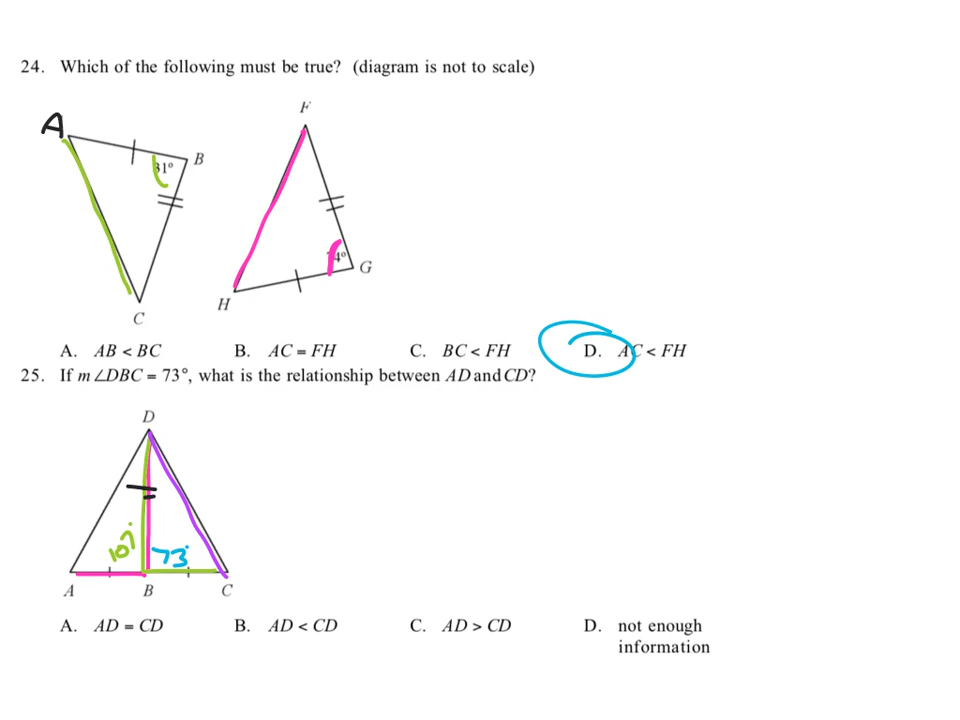 24. Which of the following must be true? (diagram is not to scale)
A
F
B
31°
4°
G
H
C
A. AB < BC B. AC = FH C. BC < FH D. AC < FH
25. If m∠DBC = 73°, what is the relationship between AD and CD?
D
107° 73°
A B C
A. AD = CD B. AD < CD C. AD > CD D. not enough
information